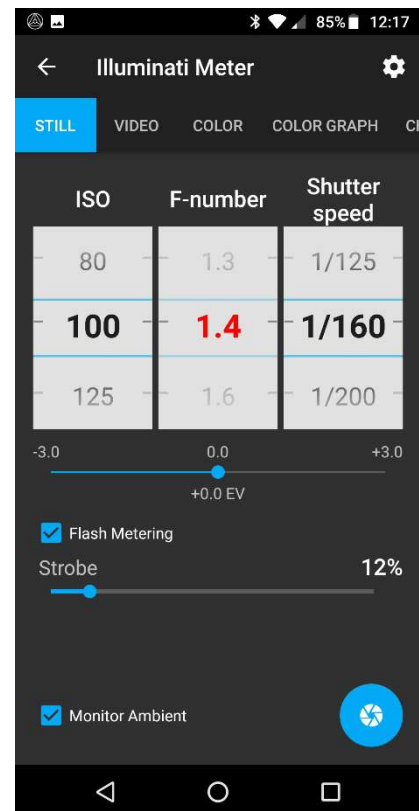 85% 12:17
Illuminati Meter
STILL VIDEO COLOR COLOR GRAPH CI
ISO F-number Shutter speed
80 1.3 1/125
100 1.4 1/160
125 1.6 1/200
-3.0 0.0 +3.0
+0.0 EV
Flash Metering
Strobe 12%
Monitor Ambient